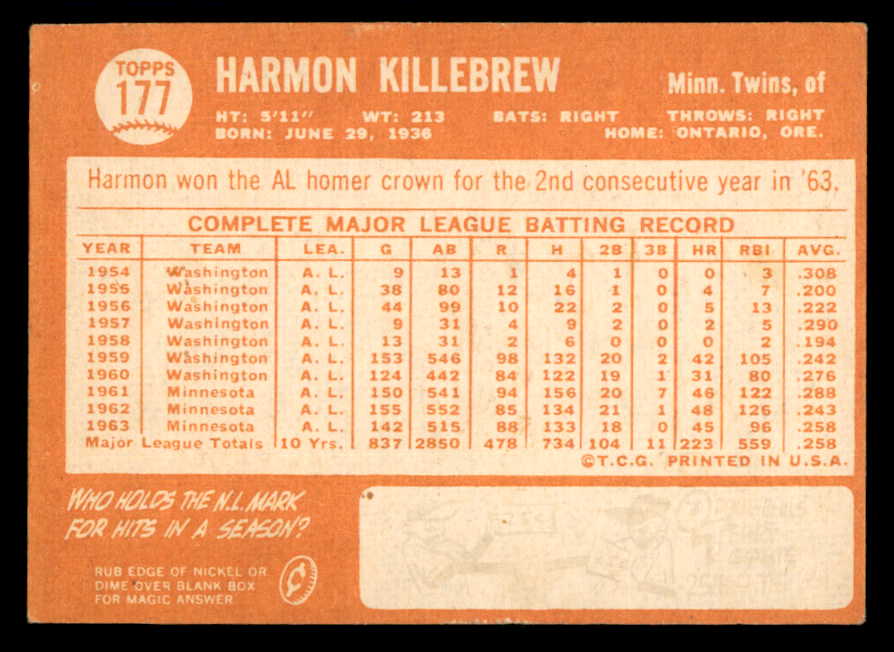 TOPPS
177
HARMON KILLEBREW
Minn. Twins, of
HT: 5'11" WT: 213 BATS: RIGHT THROWS: RIGHT
BORN: JUNE 29, 1936 HOME: ONTARIO, ORE.
Harmon won the AL homer crown for the 2nd consecutive year in '63.
COMPLETE MAJOR LEAGUE BATTING RECORD
YEAR TEAM LEA. G AB R H 2B 3B HR RBI AVG.
1954 Washington A. L. 9 13 1 4 1 0 0 3 .308
1955 Washington A. L. 38 80 12 16 1 0 4 7 .200
1956 Washington A. L. 44 99 10 22 2 0 5 13 .222
1957 Washington A. L. 9 31 4 9 2 0 2 5 .290
1958 Washington A. L. 13 31 2 6 0 0 0 2 .194
1959 Washington A. L. 153 546 98 132 20 2 42 105 .242
1960 Washington A. L. 124 442 84 122 19 1 31 80 .276
1961 Minnesota A. L. 150 541 94 156 20 7 46 122 .288
1962 Minnesota A. L. 155 552 85 134 21 1 48 126 .243
1963 Minnesota A. L. 142 515 88 133 18 0 45 96 .258
Major League Totals 10 Yrs. 837 2850 478 734 104 11 223 559 .258
©T.C.G. PRINTED IN U.S.A.
WHO HOLDS THE N.L. MARK
FOR HITS IN A SEASON?
RUB EDGE OF NICKEL OR
DIME OVER BLANK BOX
FOR MAGIC ANSWER